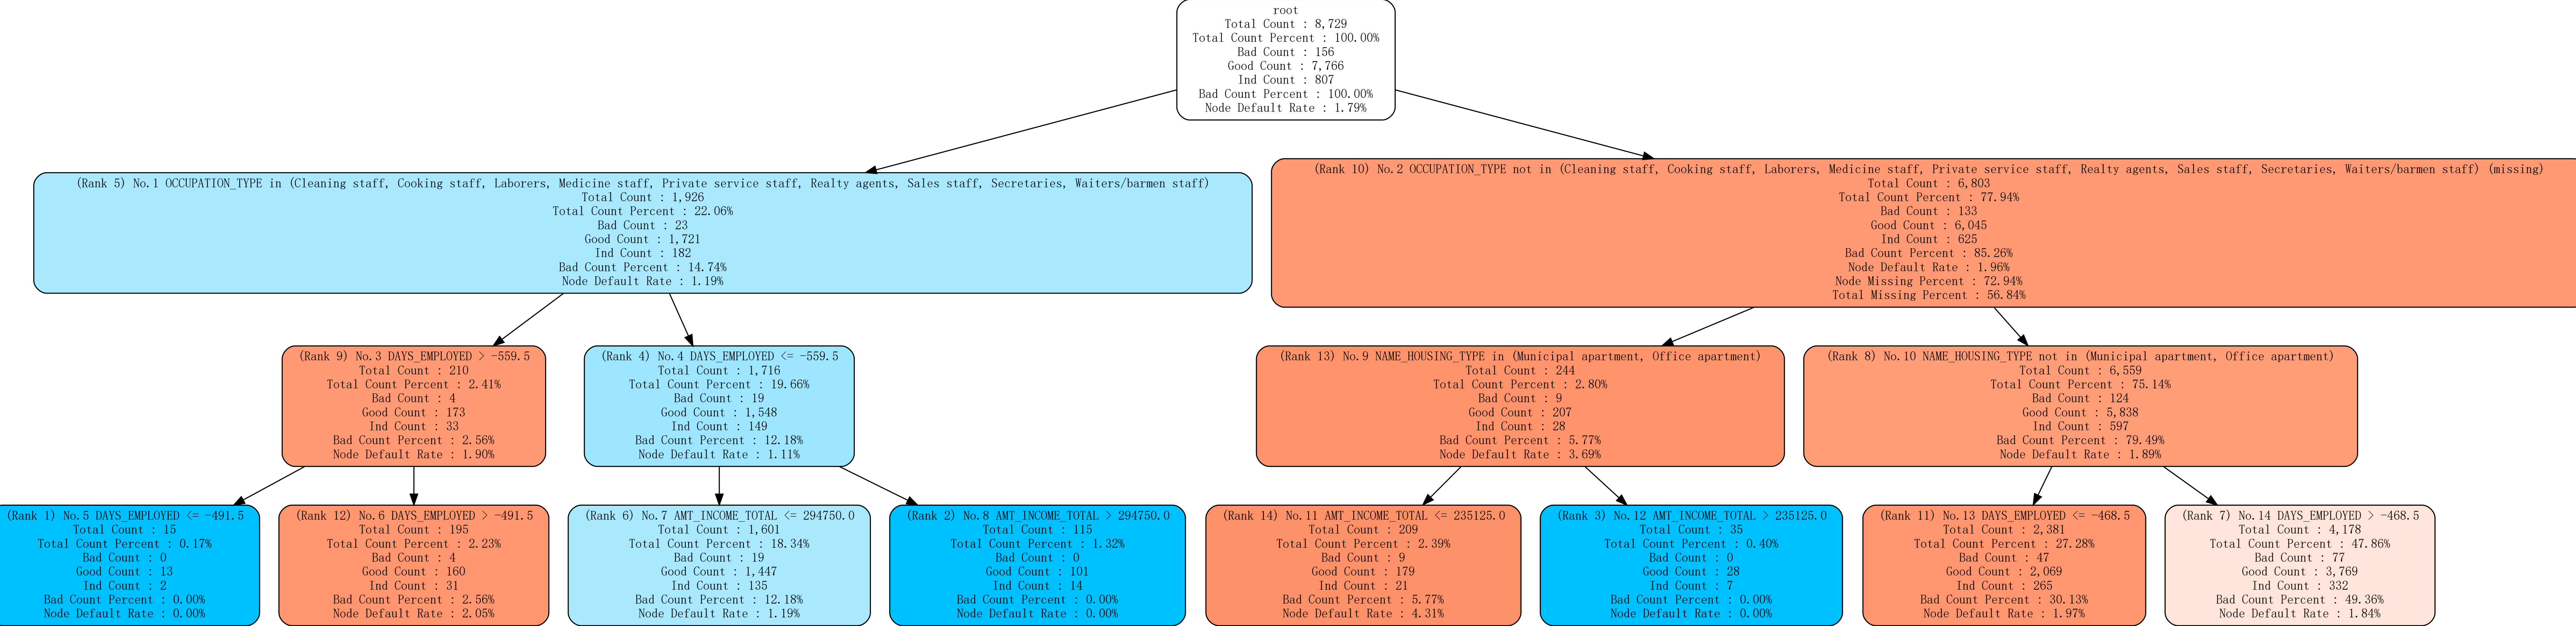 root
Total Count : 8,729
Total Count Percent : 100.00%
Bad Count : 156
Good Count : 7,766
Ind Count : 807
Bad Count Percent : 100.00%
Node Default Rate : 1.79%
(Rank 5) No.1 OCCUPATION_TYPE in (Cleaning staff, Cooking staff, Laborers, Medicine staff, Private service staff, Realty agents, Sales staff, Secretaries, Waiters/barmen staff)
Total Count : 1,926
Total Count Percent : 22.06%
Bad Count : 23
Good Count : 1,721
Ind Count : 182
Bad Count Percent : 14.74%
Node Default Rate : 1.19%
(Rank 10) No.2 OCCUPATION_TYPE not in (Cleaning staff, Cooking staff, Laborers, Medicine staff, Private service staff, Realty agents, Sales staff, Secretaries, Waiters/barmen staff) (missing)
Total Count : 6,803
Total Count Percent : 77.94%
Bad Count : 133
Good Count : 6,045
Ind Count : 625
Bad Count Percent : 85.26%
Node Default Rate : 1.96%
Node Missing Percent : 72.94%
Total Missing Percent : 56.84%
(Rank 9) No.3 DAYS_EMPLOYED > -559.5
Total Count : 210
Total Count Percent : 2.41%
Bad Count : 4
Good Count : 173
Ind Count : 33
Bad Count Percent : 2.56%
Node Default Rate : 1.90%
(Rank 4) No.4 DAYS_EMPLOYED <= -559.5
Total Count : 1,716
Total Count Percent : 19.66%
Bad Count : 19
Good Count : 1,548
Ind Count : 149
Bad Count Percent : 12.18%
Node Default Rate : 1.11%
(Rank 13) No.9 NAME_HOUSING_TYPE in (Municipal apartment, Office apartment)
Total Count : 244
Total Count Percent : 2.80%
Bad Count : 9
Good Count : 207
Ind Count : 28
Bad Count Percent : 5.77%
Node Default Rate : 3.69%
(Rank 8) No.10 NAME_HOUSING_TYPE not in (Municipal apartment, Office apartment)
Total Count : 6,559
Total Count Percent : 75.14%
Bad Count : 124
Good Count : 5,838
Ind Count : 597
Bad Count Percent : 79.49%
Node Default Rate : 1.89%
(Rank 1) No.5 DAYS_EMPLOYED <= -491.5
Total Count : 15
Total Count Percent : 0.17%
Bad Count : 0
Good Count : 13
Ind Count : 2
Bad Count Percent : 0.00%
Node Default Rate : 0.00%
(Rank 12) No.6 DAYS_EMPLOYED > -491.5
Total Count : 195
Total Count Percent : 2.23%
Bad Count : 4
Good Count : 160
Ind Count : 31
Bad Count Percent : 2.56%
Node Default Rate : 2.05%
(Rank 6) No.7 AMT_INCOME_TOTAL <= 294750.0
Total Count : 1,601
Total Count Percent : 18.34%
Bad Count : 19
Good Count : 1,447
Ind Count : 135
Bad Count Percent : 12.18%
Node Default Rate : 1.19%
(Rank 2) No.8 AMT_INCOME_TOTAL > 294750.0
Total Count : 115
Total Count Percent : 1.32%
Bad Count : 0
Good Count : 101
Ind Count : 14
Bad Count Percent : 0.00%
Node Default Rate : 0.00%
(Rank 14) No.11 AMT_INCOME_TOTAL <= 235125.0
Total Count : 209
Total Count Percent : 2.39%
Bad Count : 9
Good Count : 179
Ind Count : 21
Bad Count Percent : 5.77%
Node Default Rate : 4.31%
(Rank 3) No.12 AMT_INCOME_TOTAL > 235125.0
Total Count : 35
Total Count Percent : 0.40%
Bad Count : 0
Good Count : 28
Ind Count : 7
Bad Count Percent : 0.00%
Node Default Rate : 0.00%
(Rank 11) No.13 DAYS_EMPLOYED <= -468.5
Total Count : 2,381
Total Count Percent : 27.28%
Bad Count : 47
Good Count : 2,069
Ind Count : 265
Bad Count Percent : 30.13%
Node Default Rate : 1.97%
(Rank 7) No.14 DAYS_EMPLOYED > -468.5
Total Count : 4,178
Total Count Percent : 47.86%
Bad Count : 77
Good Count : 3,769
Ind Count : 332
Bad Count Percent : 49.36%
Node Default Rate : 1.84%